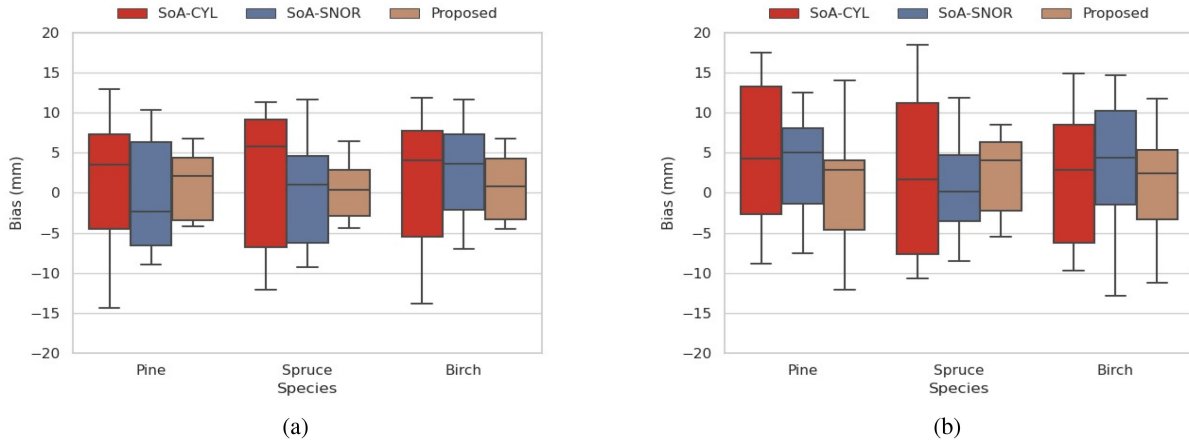 SoA-CYL SoA-SNOR Proposed
20
15
10
5
0
−5
−10
−15
−20
Bias (mm)
Pine Spruce Birch
Species
(a)
SoA-CYL SoA-SNOR Proposed
20
15
10
5
0
−5
−10
−15
−20
Bias (mm)
Pine Spruce Birch
Species
(b)